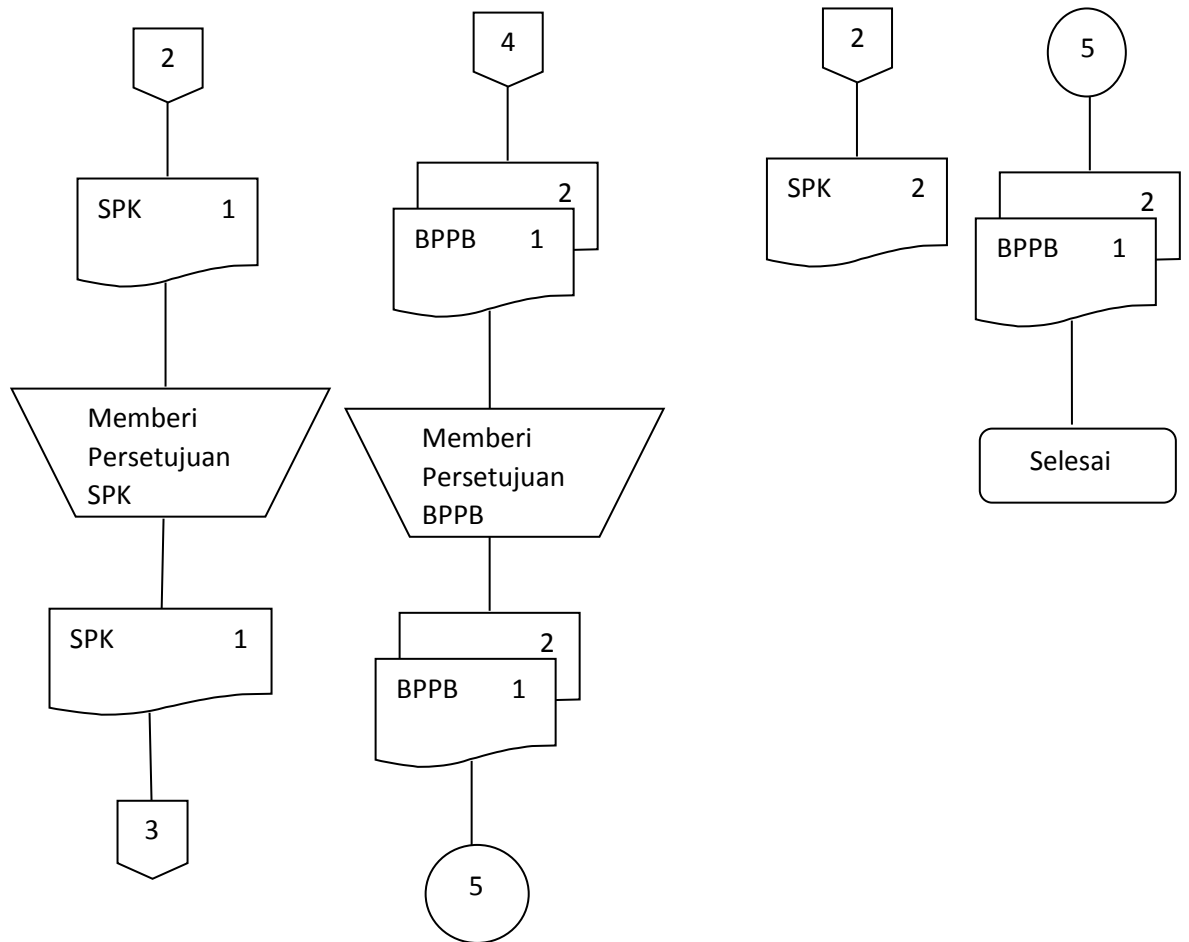 2
SPK 1
Memberi
Persetujuan
SPK
SPK 1
3
4
2
BPPB 1
Memberi
Persetujuan
BPPB
2
BPPB 1
5
2
SPK 2
5
2
BPPB 1
Selesai